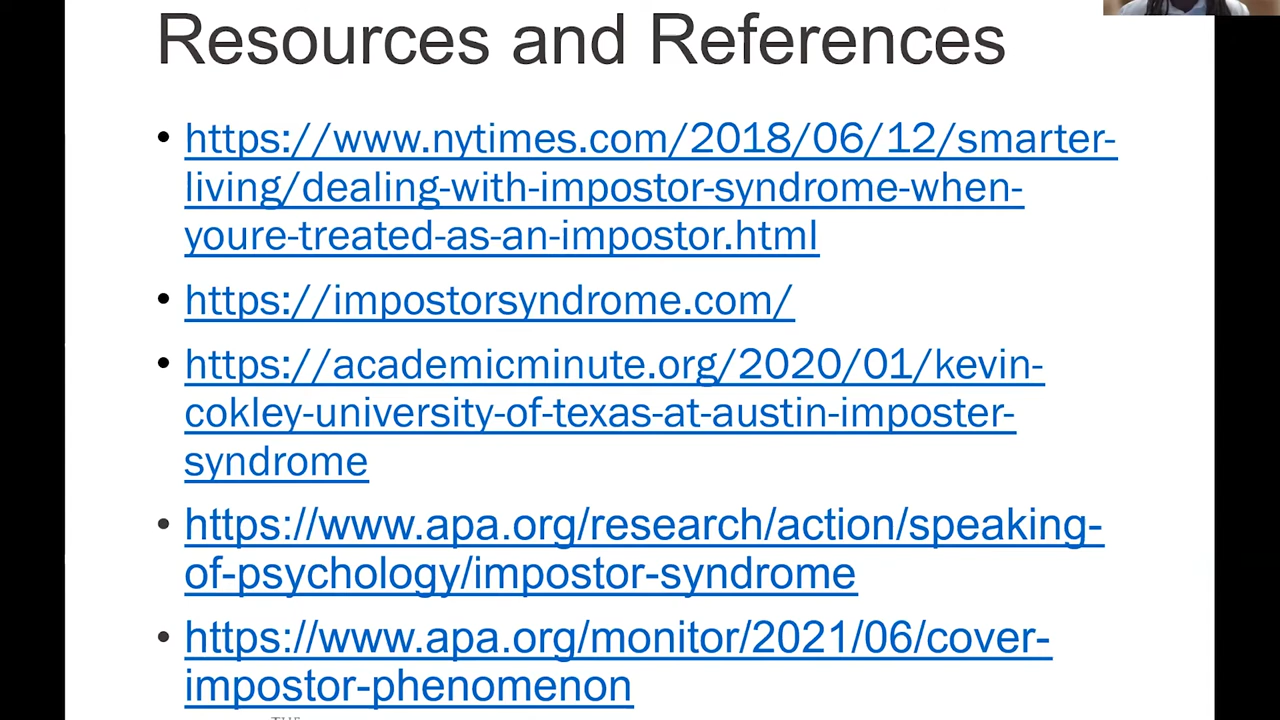 Resources and References
• https://www.nytimes.com/2018/06/12/smarter-
living/dealing-with-impostor-syndrome-when-
youre-treated-as-an-impostor.html
• https://impostorsyndrome.com/
• https://academicminute.org/2020/01/kevin-
cokley-university-of-texas-at-austin-imposter-
syndrome
• https://www.apa.org/research/action/speaking-
of-psychology/impostor-syndrome
• https://www.apa.org/monitor/2021/06/cover-
impostor-phenomenon